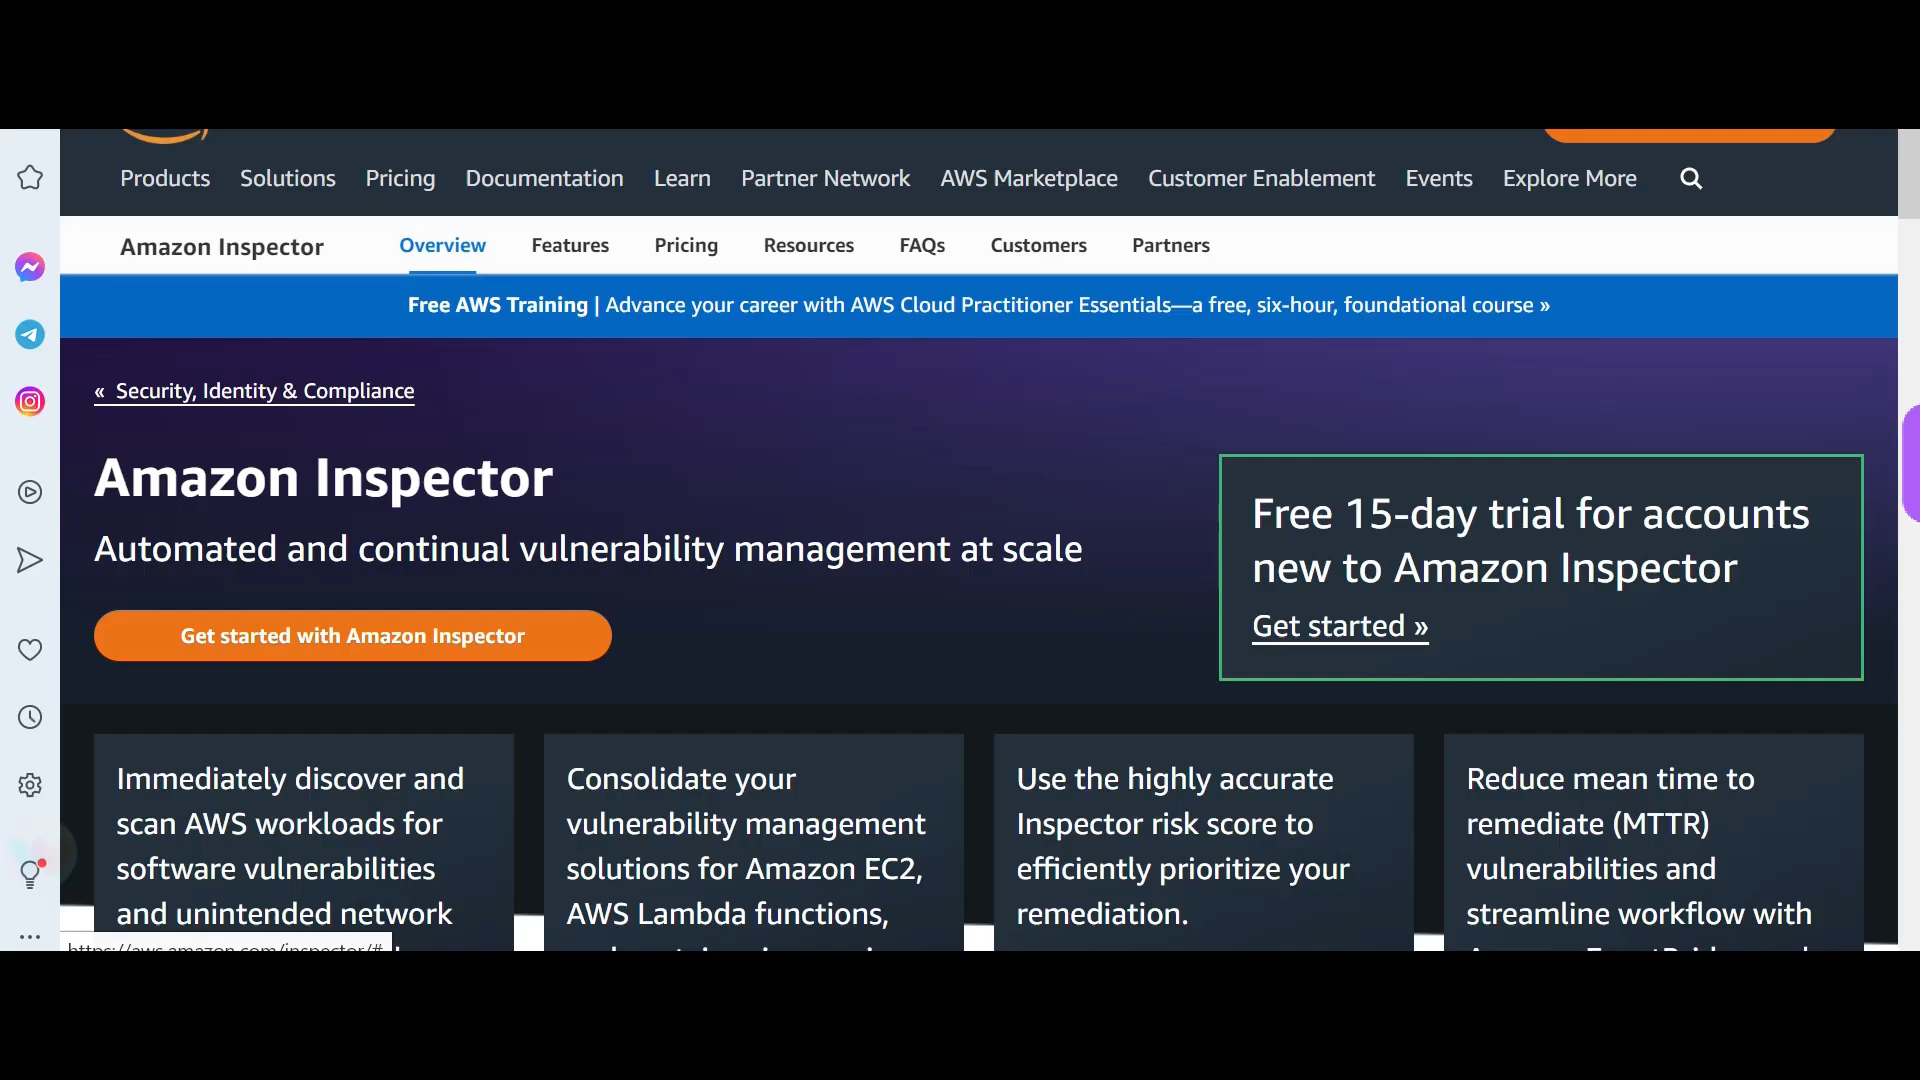 Products Solutions Pricing Documentation Learn Partner Network AWS Marketplace Customer Enablement Events Explore More
Amazon Inspector Overview Features Pricing Resources FAQs Customers Partners
Free AWS Training | Advance your career with AWS Cloud Practitioner Essentials—a free, six-hour, foundational course »
« Security, Identity & Compliance
Amazon Inspector
Automated and continual vulnerability management at scale
Get started with Amazon Inspector
Free 15-day trial for accounts
new to Amazon Inspector
Get started »
Immediately discover and
scan AWS workloads for
software vulnerabilities
and unintended network
Consolidate your
vulnerability management
solutions for Amazon EC2,
AWS Lambda functions,
Use the highly accurate
Inspector risk score to
efficiently prioritize your
remediation.
Reduce mean time to
remediate (MTTR)
vulnerabilities and
streamline workflow with
https://aws.amazon.com/inspector/#